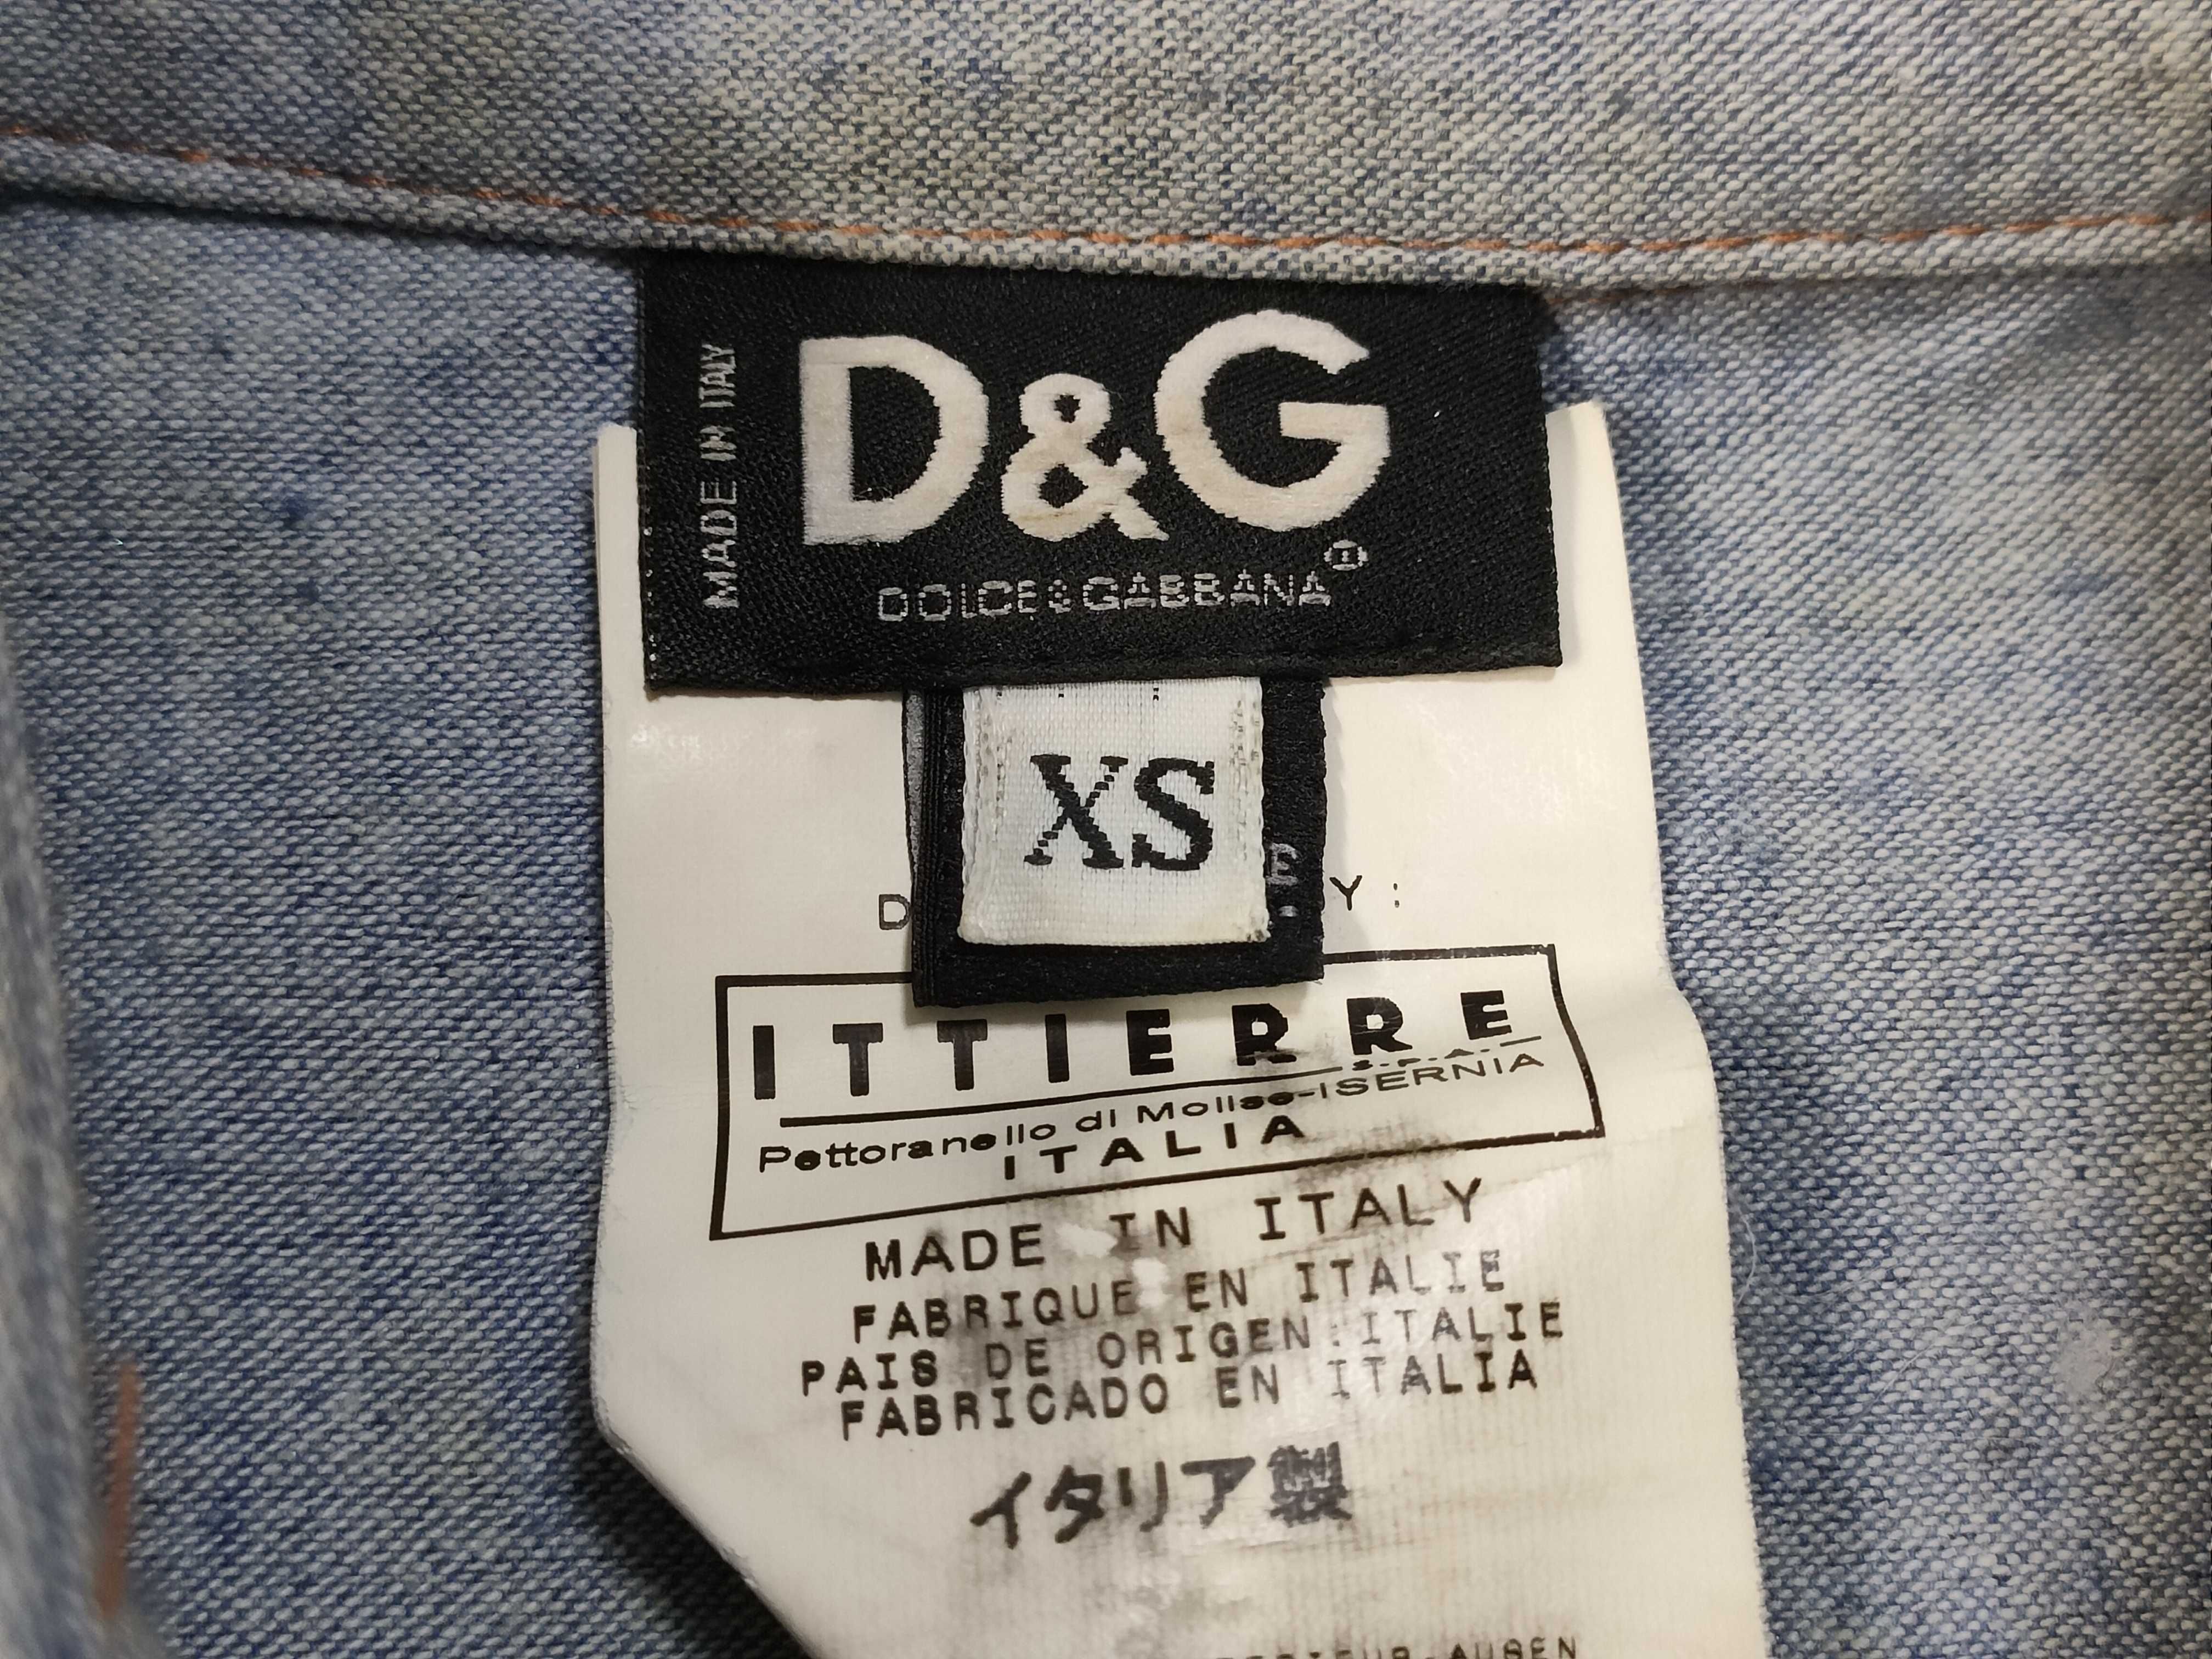 MADE IN ITALY
D&G
DOLCE&GABBANA®
XS
ITTIERRE
S.P.A.
Pettoranello di Molise-ISERNIA
ITALIA
MADE IN ITALY
FABRIQUE EN ITALIE
PAIS DE ORIGEN:ITALIE
FABRICADO EN ITALIA
イタリア製